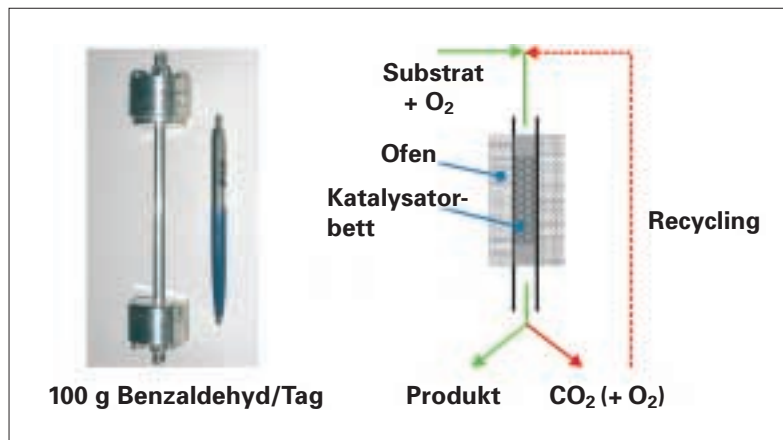 Substrat
+ O₂
Ofen
Katalysator-
bett
Recycling
100 g Benzaldehyd/Tag
Produkt
CO₂ (+ O₂)